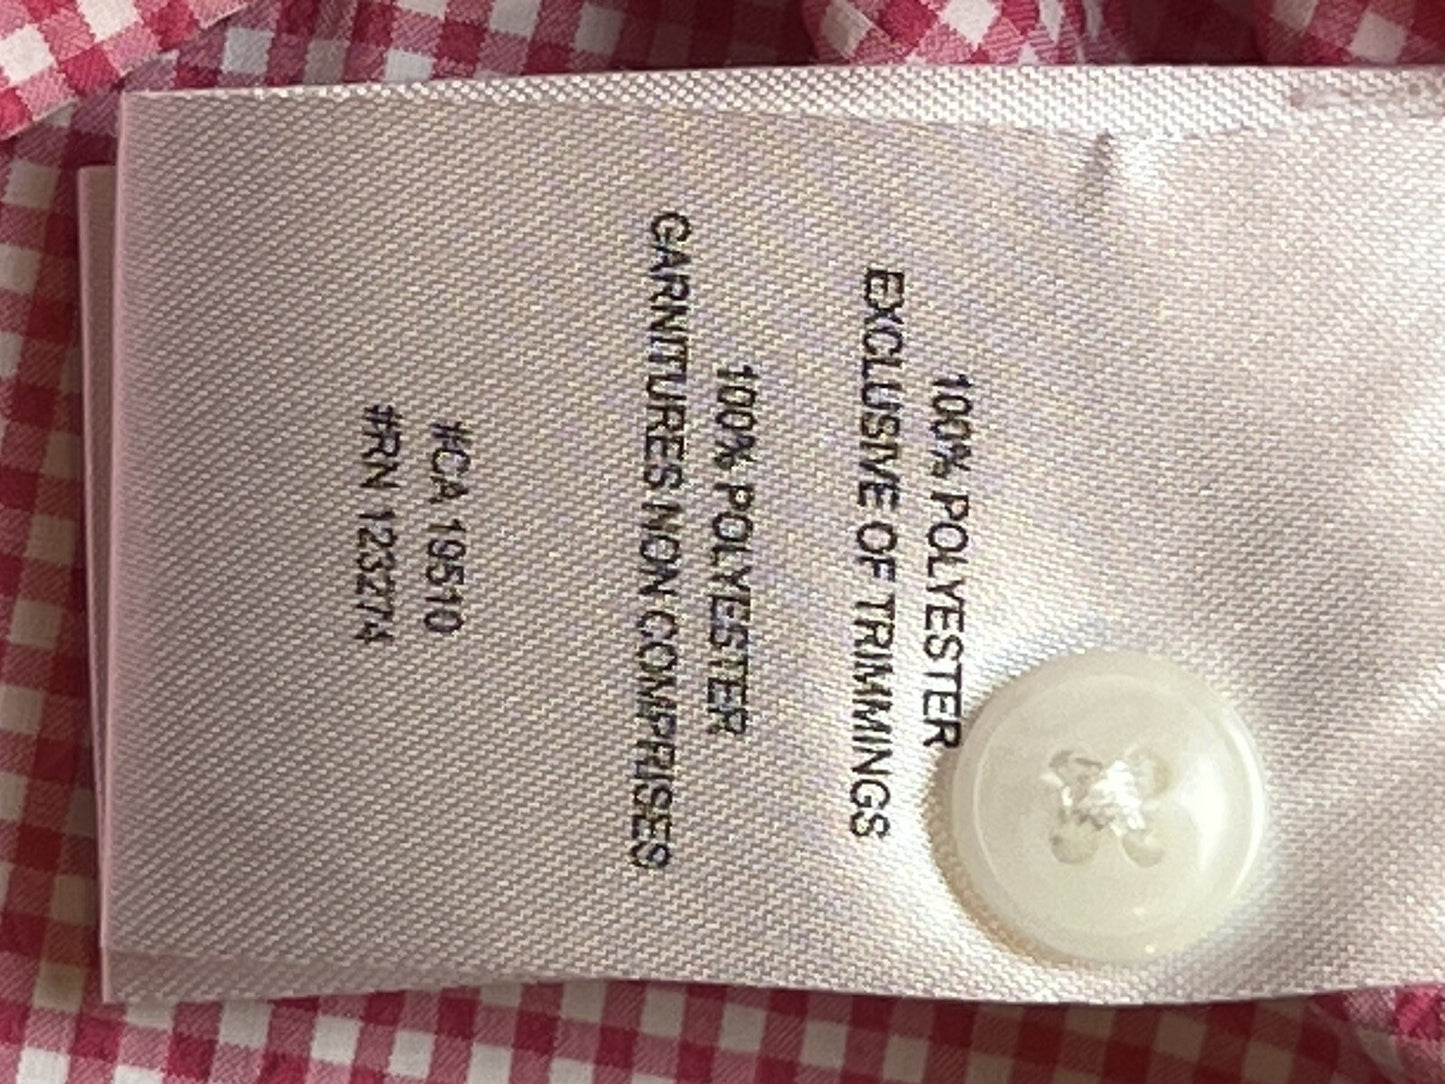 100% POLYESTER
EXCLUSIVE OF TRIMMINGS
100% POLYESTER
GARNITURES NON COMPRISES
#CA 19510
#RN 123274